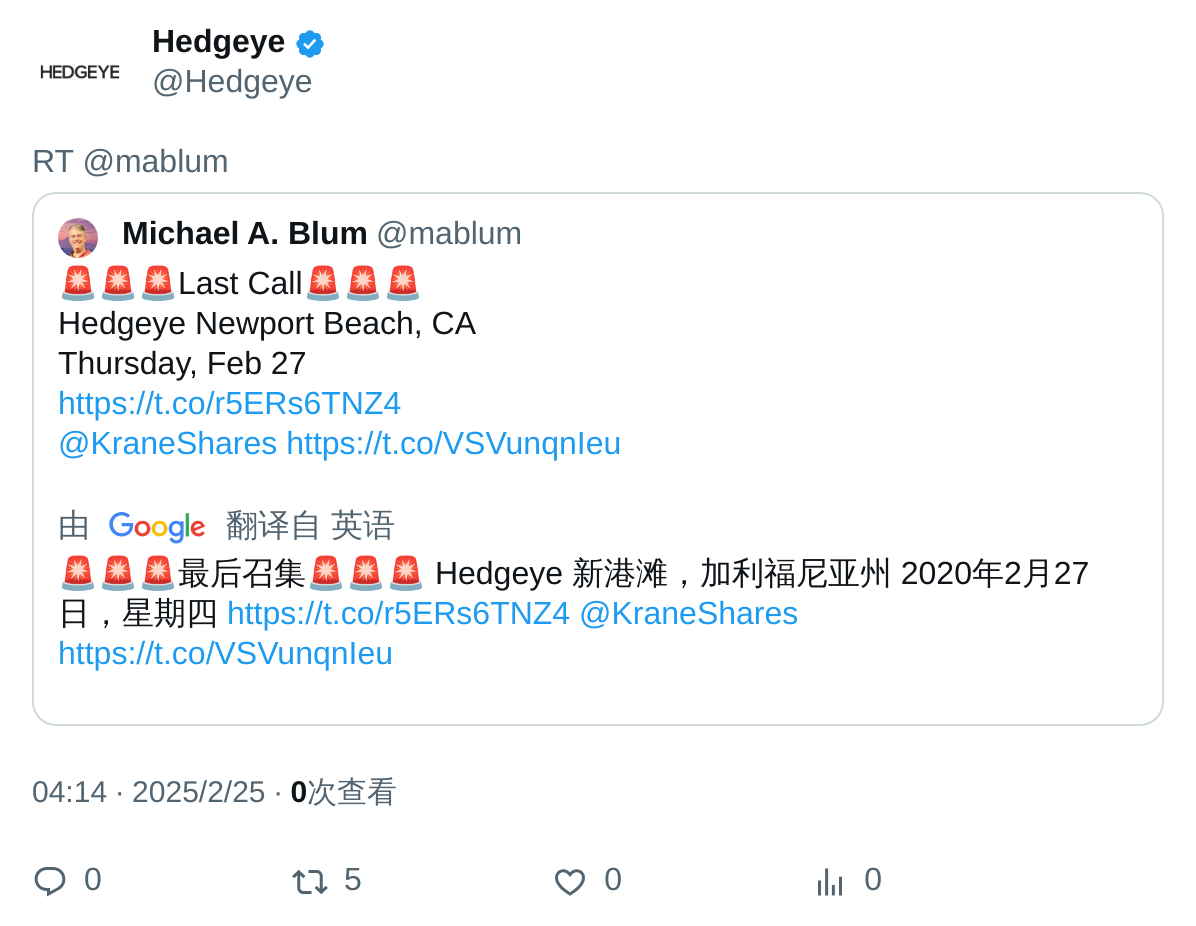 HEDGEYE
Hedgeye
@Hedgeye
RT @mablum
Michael A. Blum @mablum
🚨🚨🚨Last Call🚨🚨🚨
Hedgeye Newport Beach, CA
Thursday, Feb 27
https://t.co/r5ERs6TNZ4
@KraneShares https://t.co/VSVunqnIeu
由 Google 翻译自 英语
🚨🚨🚨最后召集🚨🚨🚨 Hedgeye 新港滩，加利福尼亚州 2020年2月27
日，星期四 https://t.co/r5ERs6TNZ4 @KraneShares
https://t.co/VSVunqnIeu
04:14 · 2025/2/25 · 0次查看
0 5 0 0